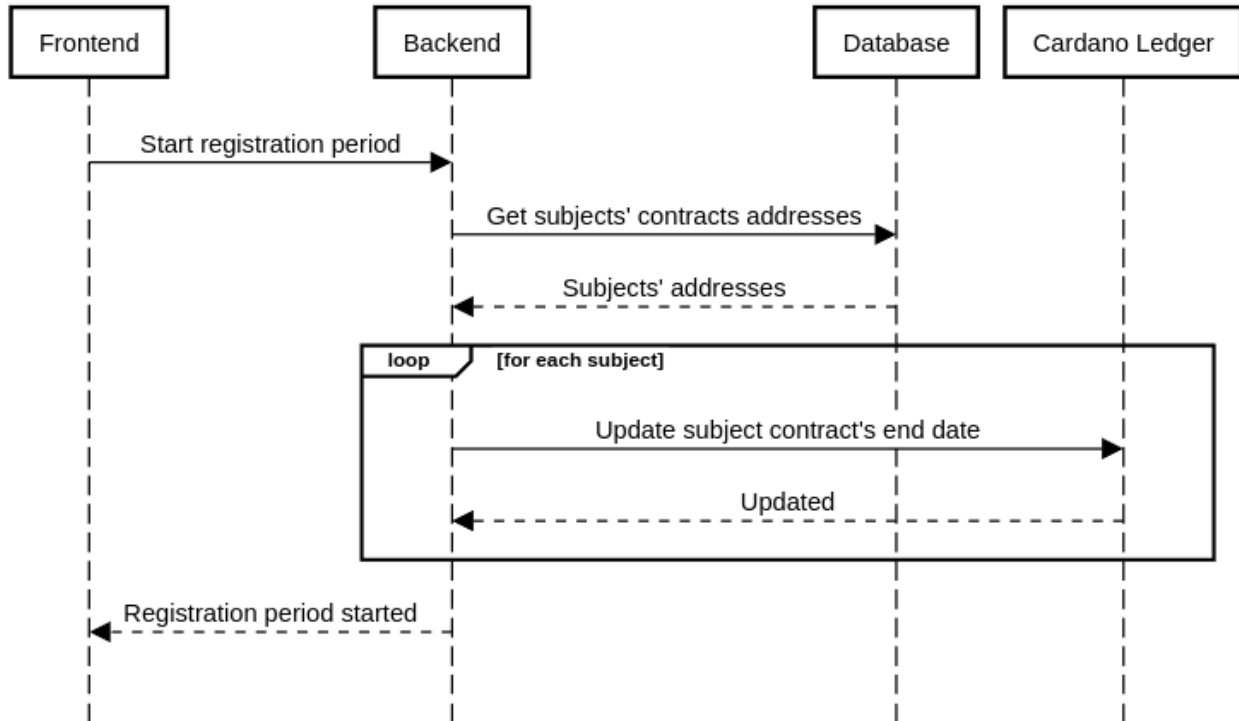 Frontend
Backend
Database
Cardano Ledger
Start registration period
Get subjects' contracts addresses
Subjects' addresses
loop
[for each subject]
Update subject contract's end date
Updated
Registration period started